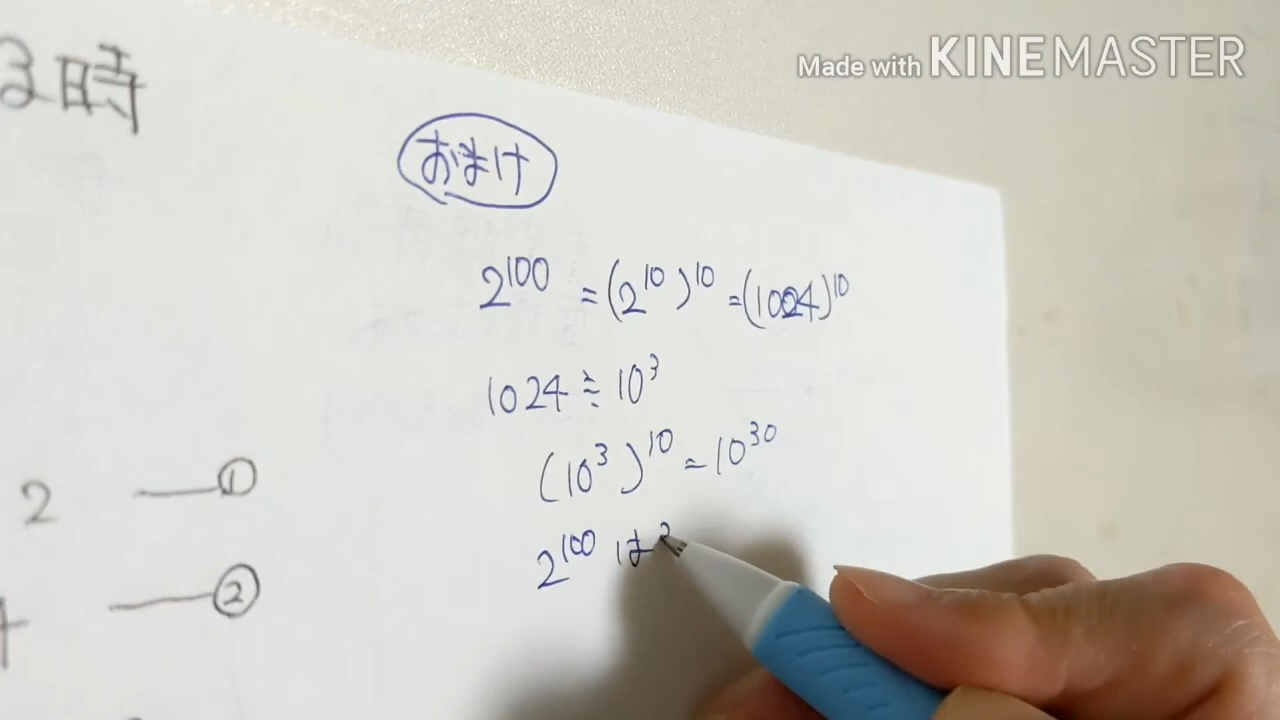 Made with KINEMASTER
る時
おまけ
2^100 = (2^10)^10 = (1024)^10
1024 ≒ 10^3
(10^3)^10 = 10^30
2^100 は
2 ― ①
― ②